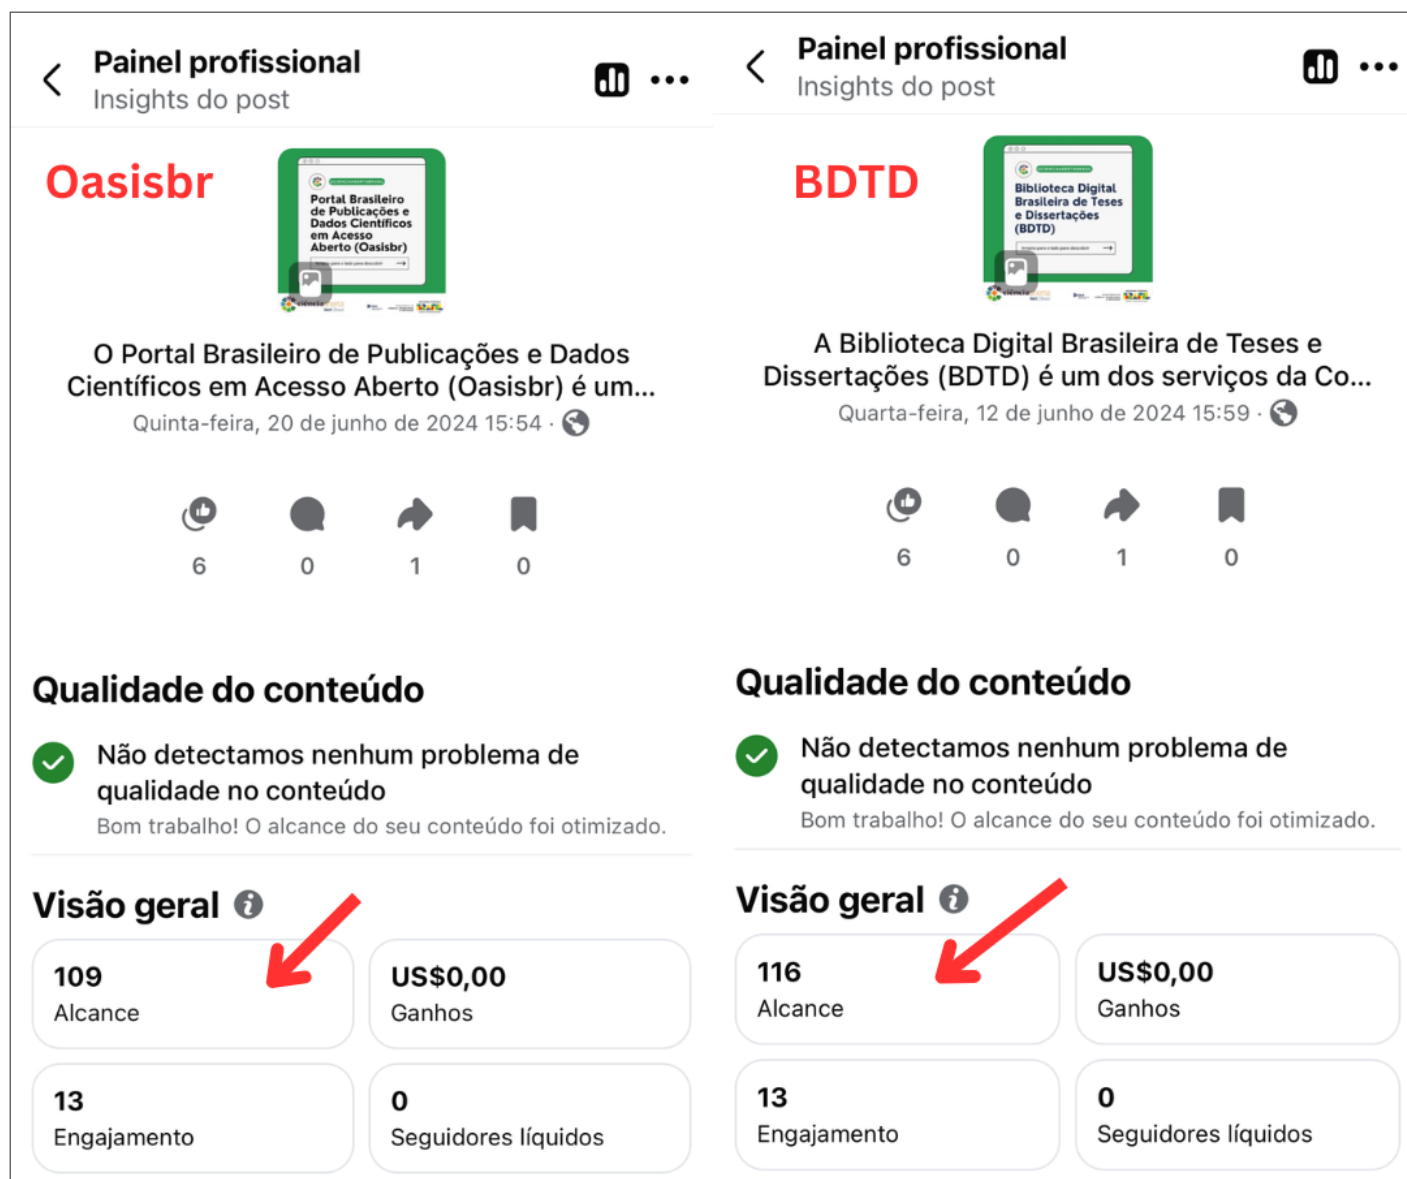 Painel profissional
Insights do post
Oasisbr
Portal Brasileiro
de Publicações e
Dados Científicos
em Acesso
Aberto (Oasisbr)
O Portal Brasileiro de Publicações e Dados
Científicos em Acesso Aberto (Oasisbr) é um...
Quinta-feira, 20 de junho de 2024 15:54 ·
6 0 1 0
Qualidade do conteúdo
Não detectamos nenhum problema de
qualidade no conteúdo
Bom trabalho! O alcance do seu conteúdo foi otimizado.
Visão geral
109
Alcance
US$0,00
Ganhos
13
Engajamento
0
Seguidores líquidos
Painel profissional
Insights do post
BDTD
Biblioteca Digital
Brasileira de Teses
e Dissertações
(BDTD)
A Biblioteca Digital Brasileira de Teses e
Dissertações (BDTD) é um dos serviços da Co...
Quarta-feira, 12 de junho de 2024 15:59 ·
6 0 1 0
Qualidade do conteúdo
Não detectamos nenhum problema de
qualidade no conteúdo
Bom trabalho! O alcance do seu conteúdo foi otimizado.
Visão geral
116
Alcance
US$0,00
Ganhos
13
Engajamento
0
Seguidores líquidos